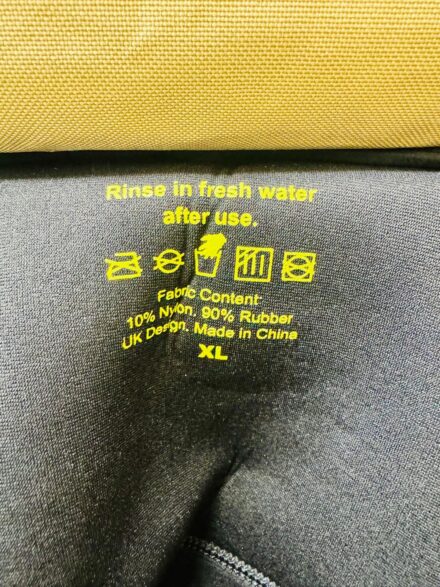 Rinse in fresh water
after use.
Fabric Content
10% Nylon, 90% Rubber
UK Design. Made in China
XL